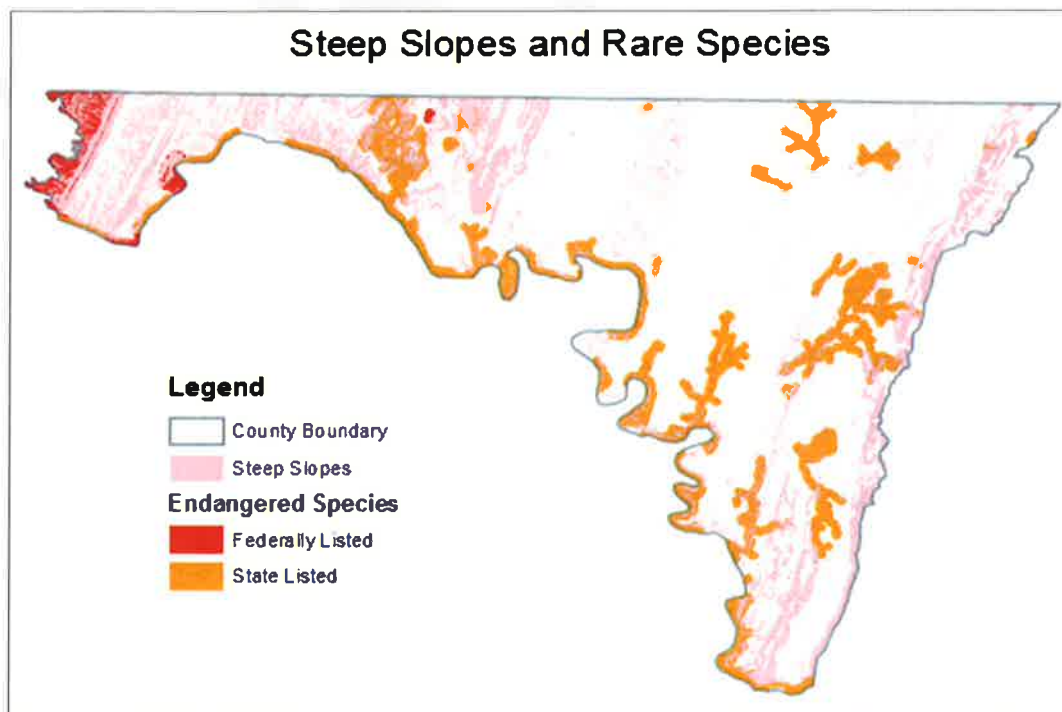 Steep Slopes and Rare Species
Legend
County Boundary
Steep Slopes
Endangered Species
Federally Listed
State Listed